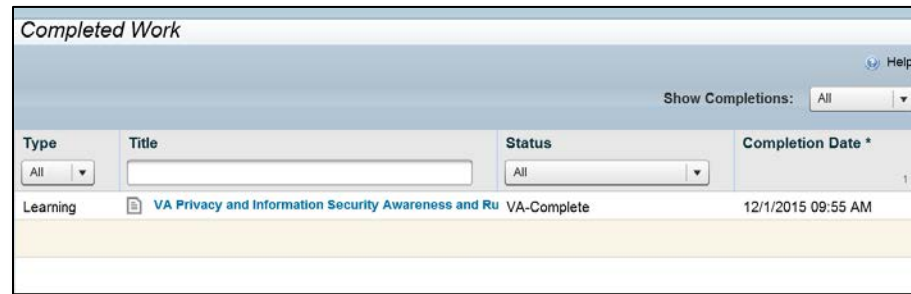 Completed Work
Help
Show Completions: All
Type Title Status Completion Date *
All All 1
Learning VA Privacy and Information Security Awareness and Ru VA-Complete 12/1/2015 09:55 AM